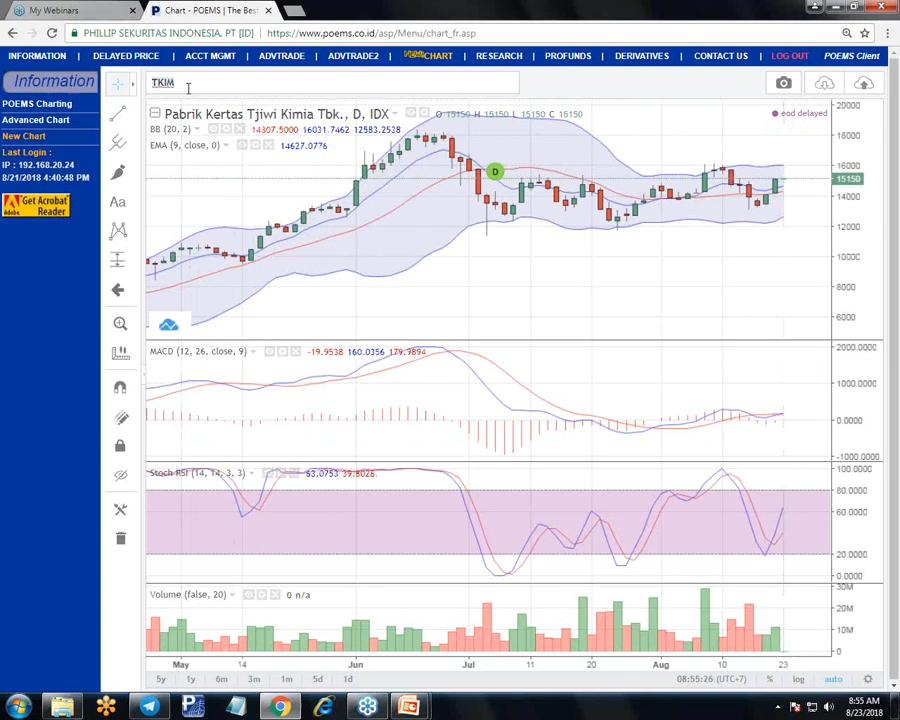 My Webinars
Chart - POEMS | The Bes
PHILLIP SEKURITAS INDONESIA, PT [ID] https://www.poems.co.id/asp/Menu/chart_fr.asp
INFORMATION | DELAYED PRICE | ACCT MGMT | ADVTRADE | ADVTRADE2 | NEW CHART | RESEARCH | PROFUNDS | DERIVATIVES | CONTACT US | LOG OUT POEMS Client
Information
POEMS Charting
Advanced Chart
New Chart
Last Login :
IP : 192.168.20.24
8/21/2018 4:40:48 PM
Get Acrobat
Reader
Adobe
TKIM
Pabrik Kertas Tjiwi Kimia Tbk., D, IDX O 15150 H 15150 L 15150 C 15150
eod delayed
BB (20, 2) 14307.5000 16031.7462 12583.2538
EMA (9, close, 0) 14627.0776
D
Aa
20000
18000
16000
15150
14000
12000
10000
8000
6000
MACD (12, 26, close, 9) -19.9538 160.0356 179.9894
2000.0000
1000.0000
0.0000
-1000.0000
Stoch RSI (14, 14, 3, 3) 63.0753 39.8026
100.0000
80.0000
60.0000
20.0000
0.0000
Volume (false, 20) 0 n/a
30M
20M
10M
0
May 14 Jun Jul 11 20 Aug 10 23
5y 1y 6m 3m 1m 5d 1d 08:55:26 (UTC+7) % log auto
8:55 AM
8/23/2018